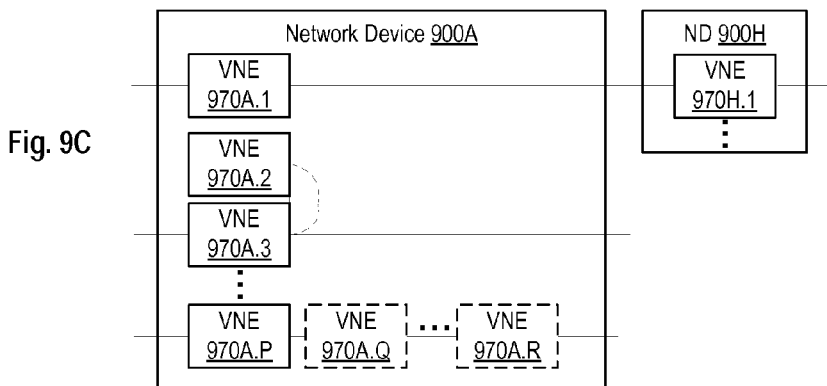 Network Device 900A
ND 900H
VNE
970A.1
VNE
970H.1
Fig. 9C
VNE
970A.2
VNE
970A.3
VNE
970A.P
VNE
970A.Q
VNE
970A.R